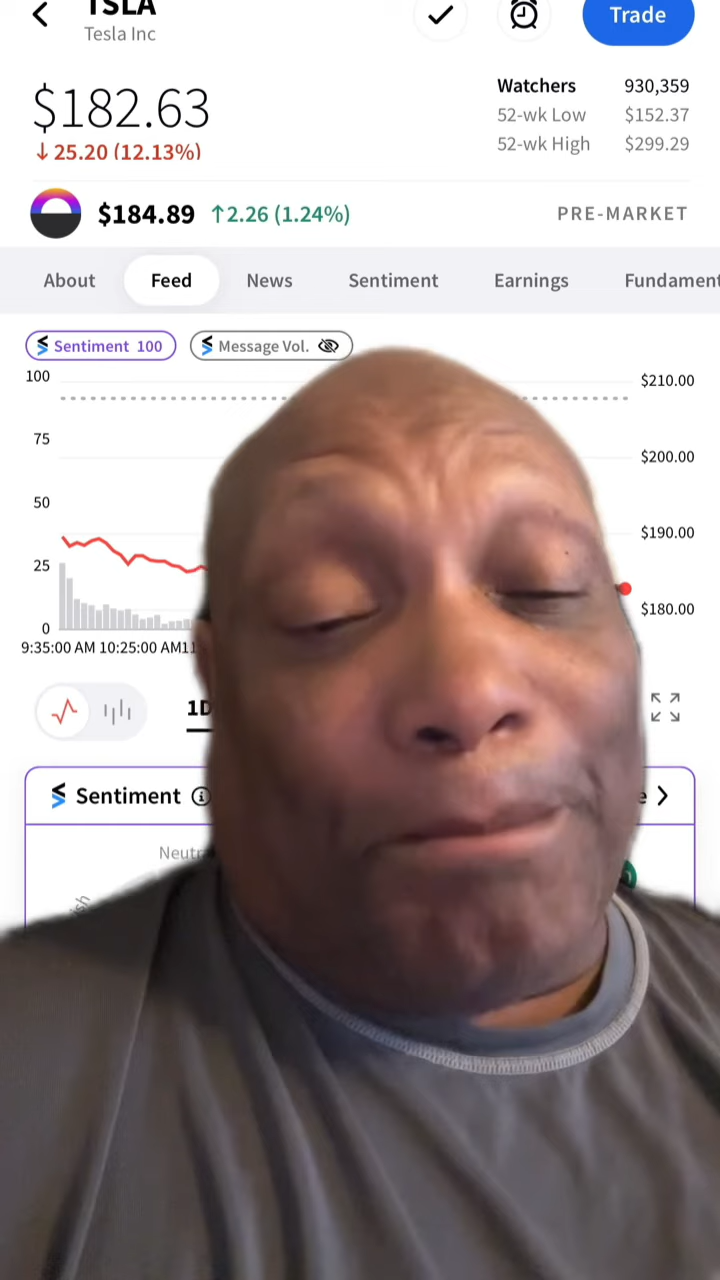 TSLA
Tesla Inc
Trade
$182.63
↓25.20 (12.13%)
Watchers 930,359
52-wk Low $152.37
52-wk High $299.29
$184.89 ↑2.26 (1.24%)
PRE-MARKET
About Feed News Sentiment Earnings Fundament
Sentiment 100 Message Vol.
100 $210.00
75 $200.00
50 $190.00
25 $180.00
0
9:35:00 AM 10:25:00 AM 11
1D
Sentiment
e
Neutr
ish